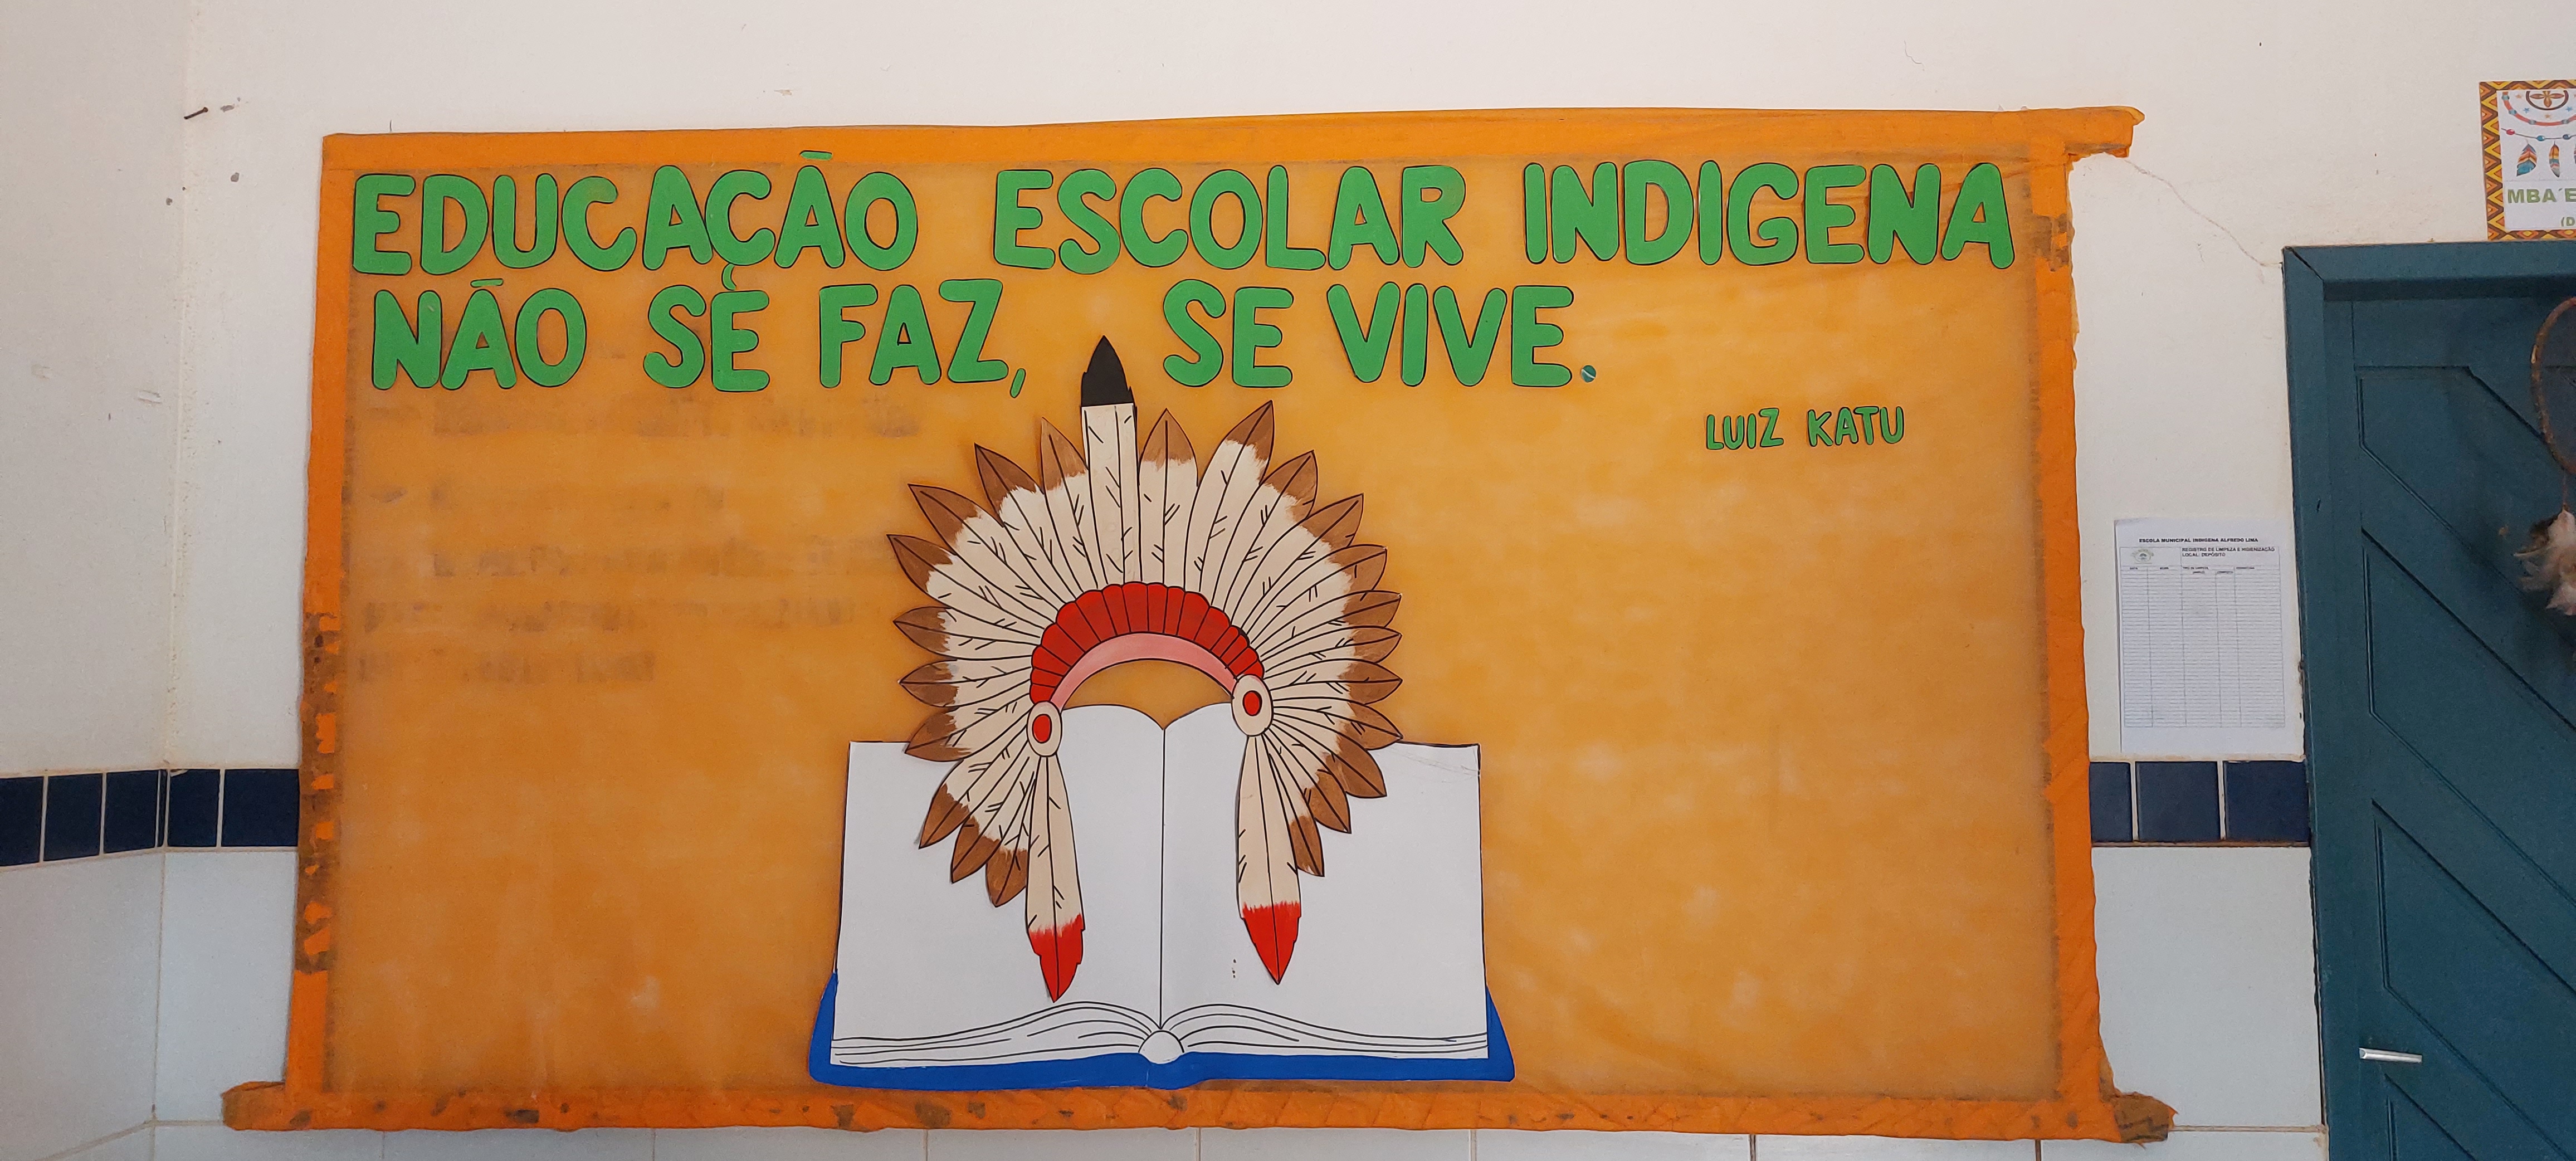 EDUCAÇÃO ESCOLAR INDIGENA
NÃO SE FAZ, SE VIVE.
LUIZ KATU
MBA´E
(D
ESCOLA MUNICIPAL INDIGENA ALFREDO LIMA
REGISTRO DE LIMPEZA E HIGIENIZAÇÃO
LOCAL: DEPÓSITO